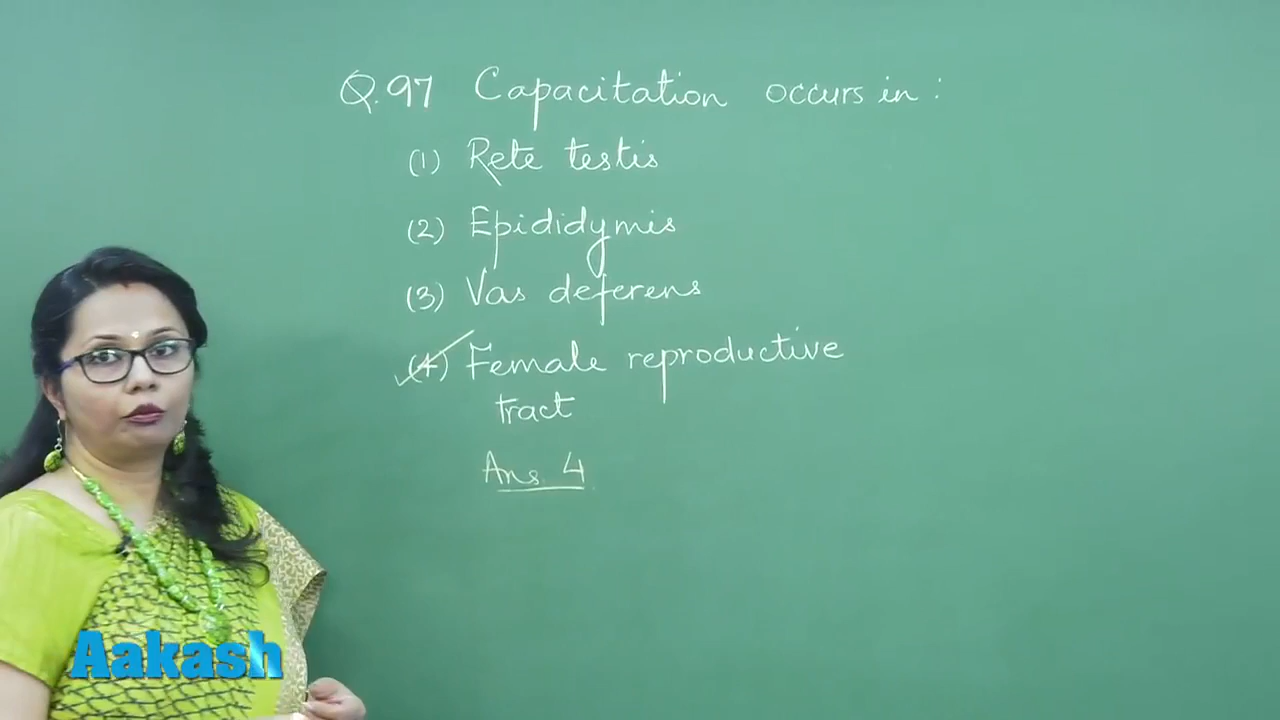 Q.97 Capacitation occurs in :
(1) Rete testis
(2) Epididymis
(3) Vas deferens
(4) Female reproductive
tract
Ans. 4
Aakash